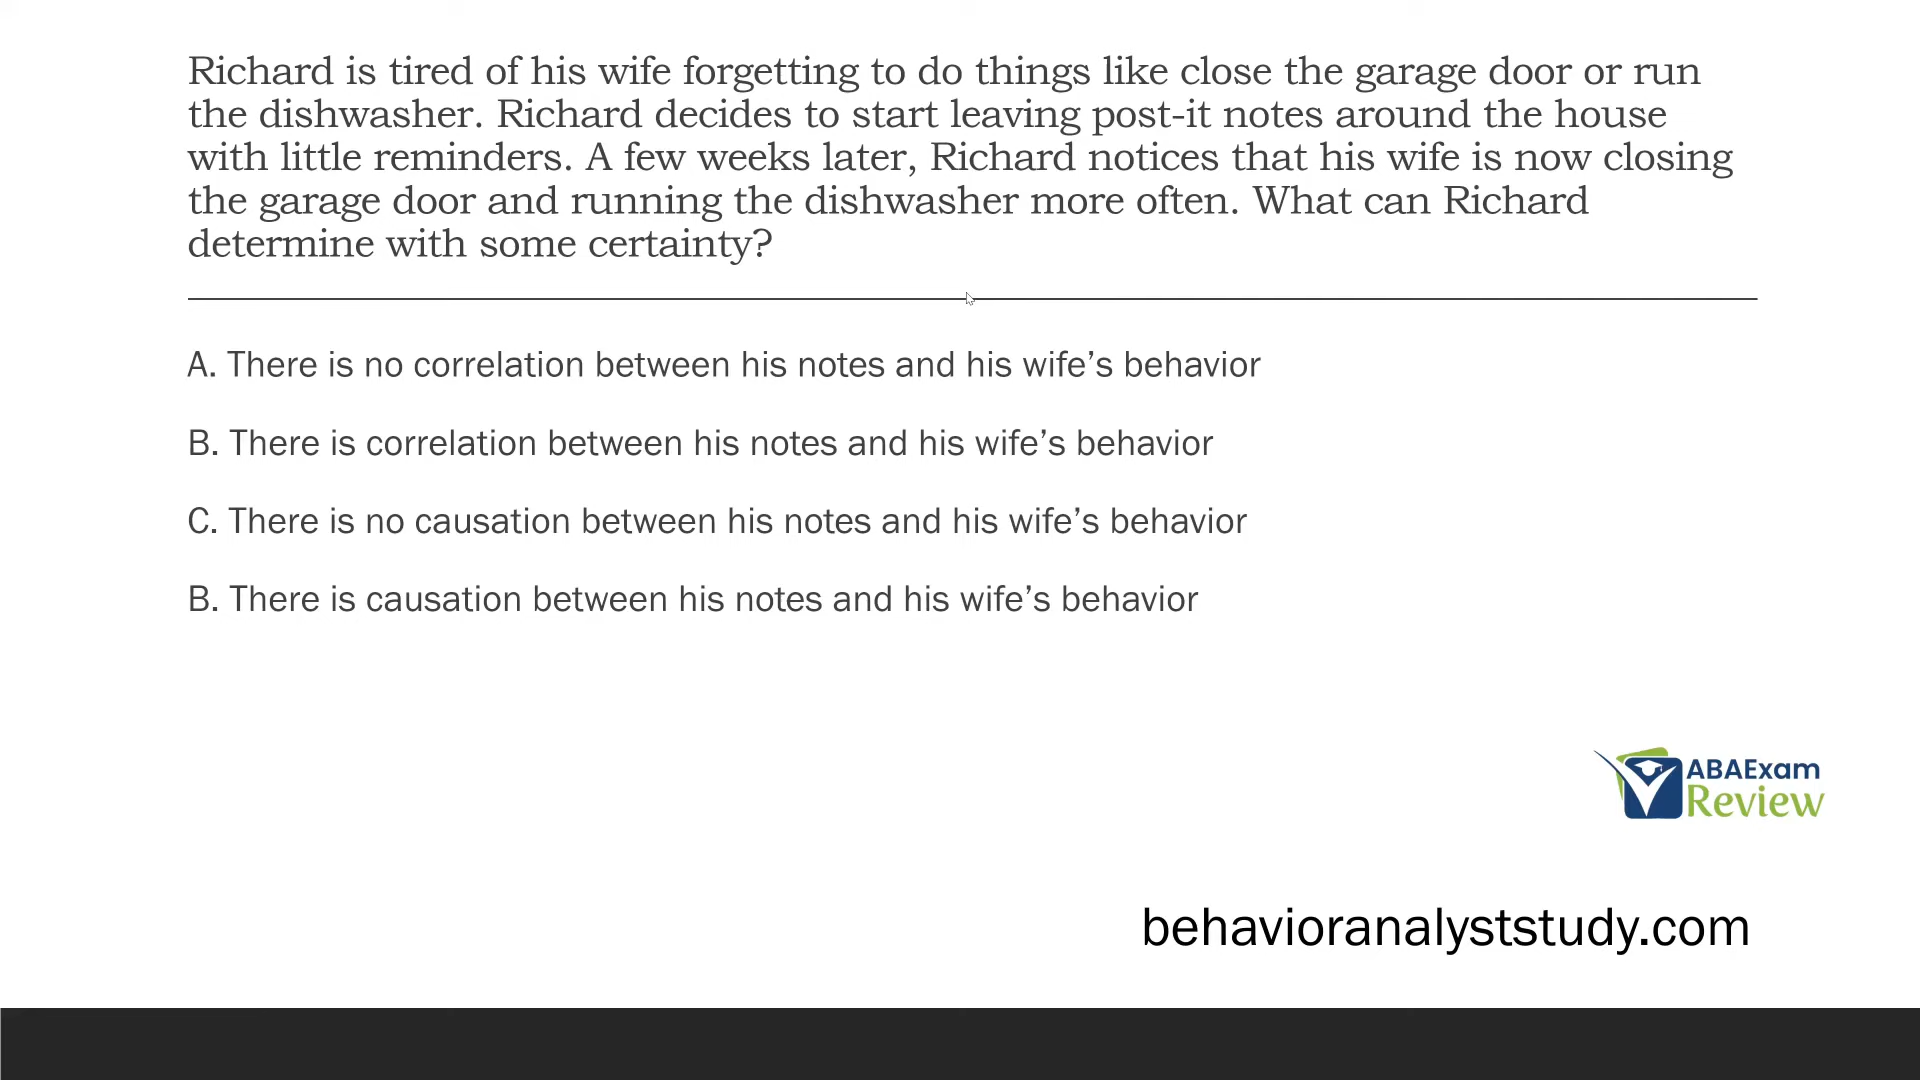 Richard is tired of his wife forgetting to do things like close the garage door or run
the dishwasher. Richard decides to start leaving post-it notes around the house
with little reminders. A few weeks later, Richard notices that his wife is now closing
the garage door and running the dishwasher more often. What can Richard
determine with some certainty?
A. There is no correlation between his notes and his wife’s behavior
B. There is correlation between his notes and his wife’s behavior
C. There is no causation between his notes and his wife’s behavior
B. There is causation between his notes and his wife’s behavior
ABAExam
Review
behavioranalyststudy.com